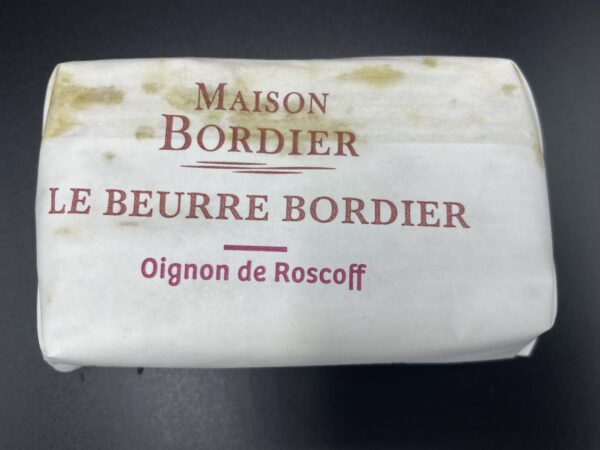 MAISON
BORDIER
LE BEURRE BORDIER
Oignon de Roscoff